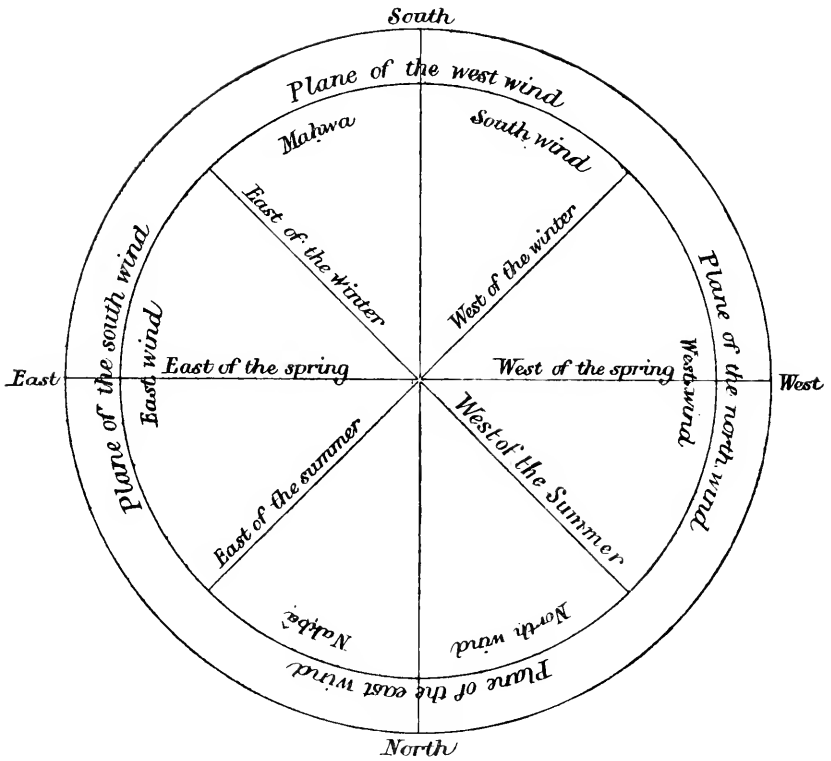 South
Plane of the west wind
Maḥwa
South wind
East of the winter
West of the winter
Plane of the south wind
Plane of the north wind
East wind
West wind
East of the spring
West of the spring
East
West
East of the summer
West of the Summer
Nakbâ
North wind
Plane of the east wind
North